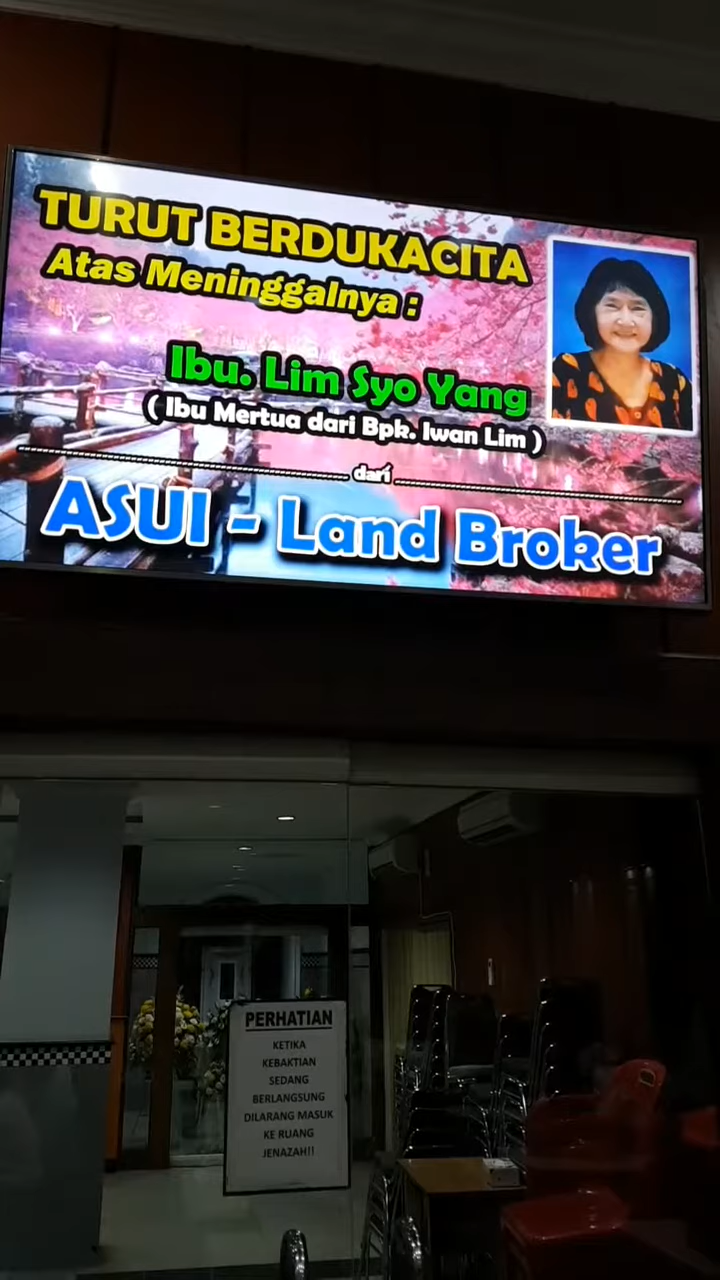 TURUT BERDUKACITA
Atas Meninggalnya :
Ibu. Lim Syo Yang
( Ibu Mertua dari Bpk. Iwan Lim )
dari
ASUI - Land Broker
PERHATIAN
KETIKA
KEBAKTIAN
SEDANG
BERLANGSUNG
DILARANG MASUK
KE RUANG
JENAZAH!!